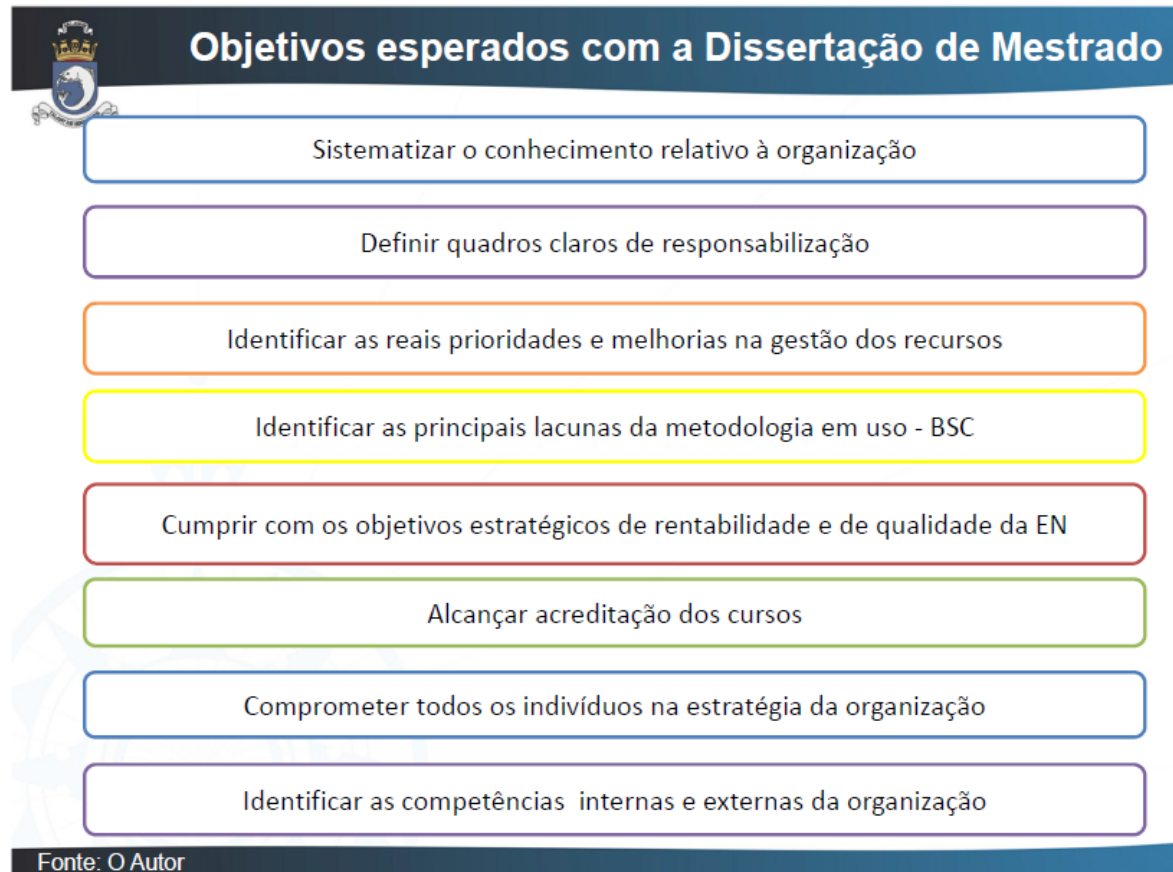 Objetivos esperados com a Dissertação de Mestrado
Sistematizar o conhecimento relativo à organização
Definir quadros claros de responsabilização
Identificar as reais prioridades e melhorias na gestão dos recursos
Identificar as principais lacunas da metodologia em uso - BSC
Cumprir com os objetivos estratégicos de rentabilidade e de qualidade da EN
Alcançar acreditação dos cursos
Comprometer todos os indivíduos na estratégia da organização
Identificar as competências  internas e externas da organização
Fonte: O Autor